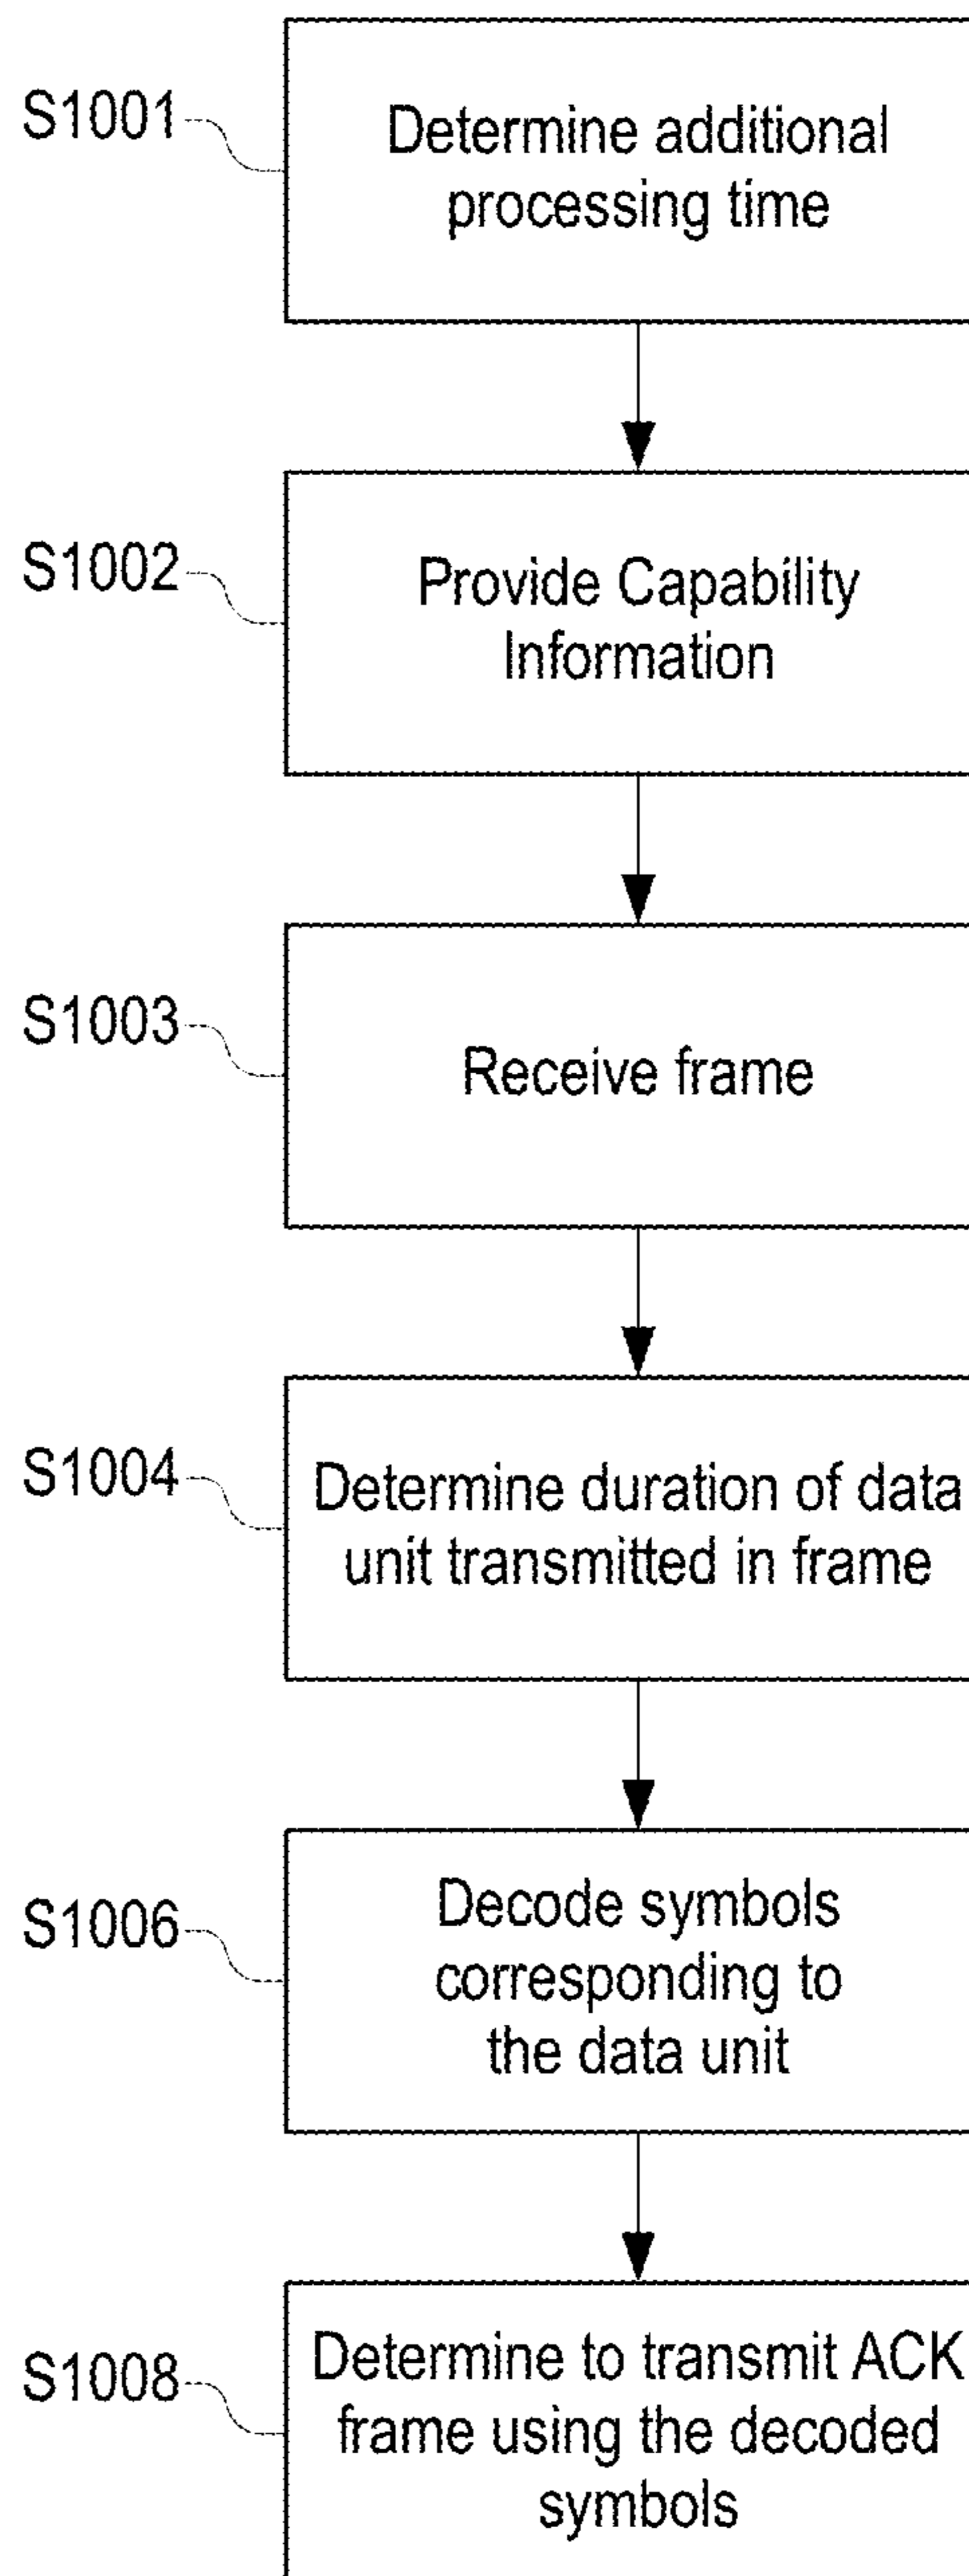 S1001
Determine additional
processing time
S1002
Provide Capability
Information
S1003
Receive frame
S1004
Determine duration of data
unit transmitted in frame
S1006
Decode symbols
corresponding to
the data unit
S1008
Determine to transmit ACK
frame using the decoded
symbols